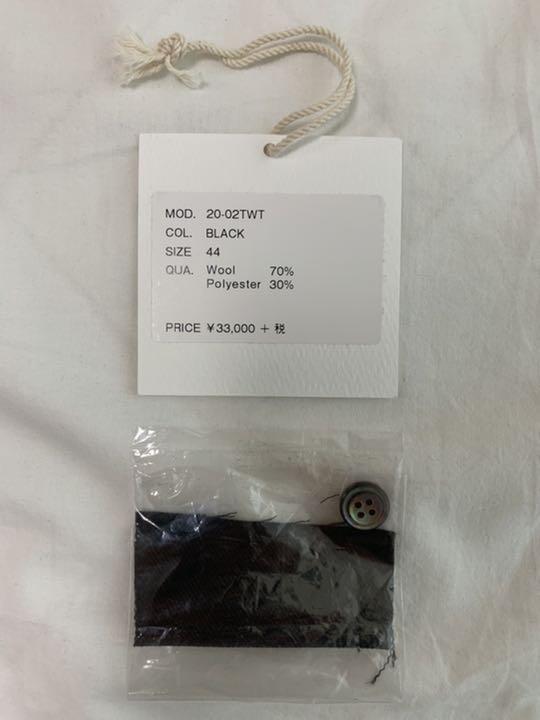 MOD. 20-02TWT
COL. BLACK
SIZE 44
QUA. Wool 70%
Polyester 30%
PRICE ¥33,000 + 税